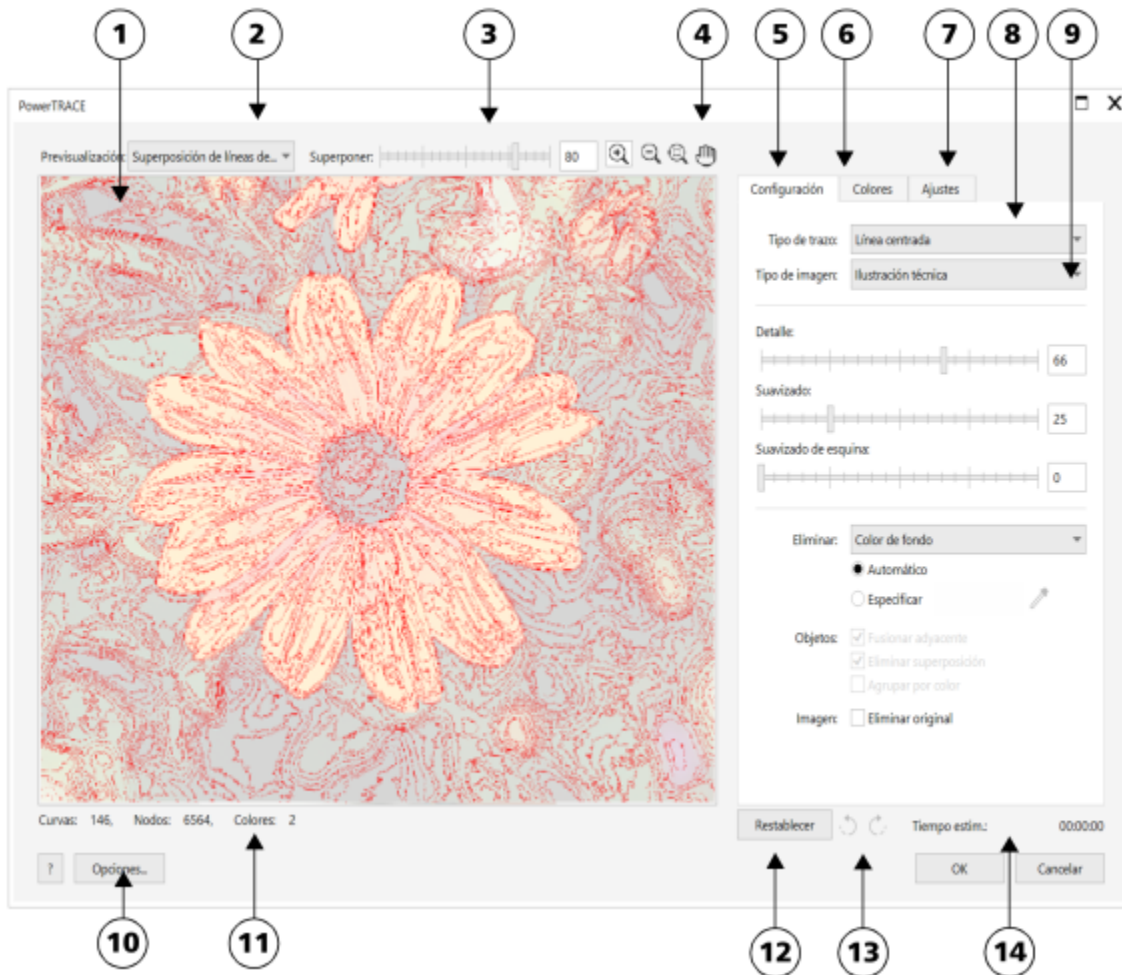 1 2 3 4 5 6 7 8 9
PowerTRACE
Previsualización: Superposición de líneas de... Superponer: 80
Configuración Colores Ajustes
Tipo de trazo: Línea centrada
Tipo de imagen: Ilustración técnica
Detalle:
66
Suavizado:
25
Suavizado de esquina:
0
Eliminar: Color de fondo
Automático
Especificar
Objetos: Fusionar adyacente
Eliminar superposición
Agrupar por color
Imagen: Eliminar original
Curvas: 146, Nodos: 6564, Colores: 2
Restablecer Tiempo estim.: 00:00:00
? Opciones... OK Cancelar
10 11 12 13 14